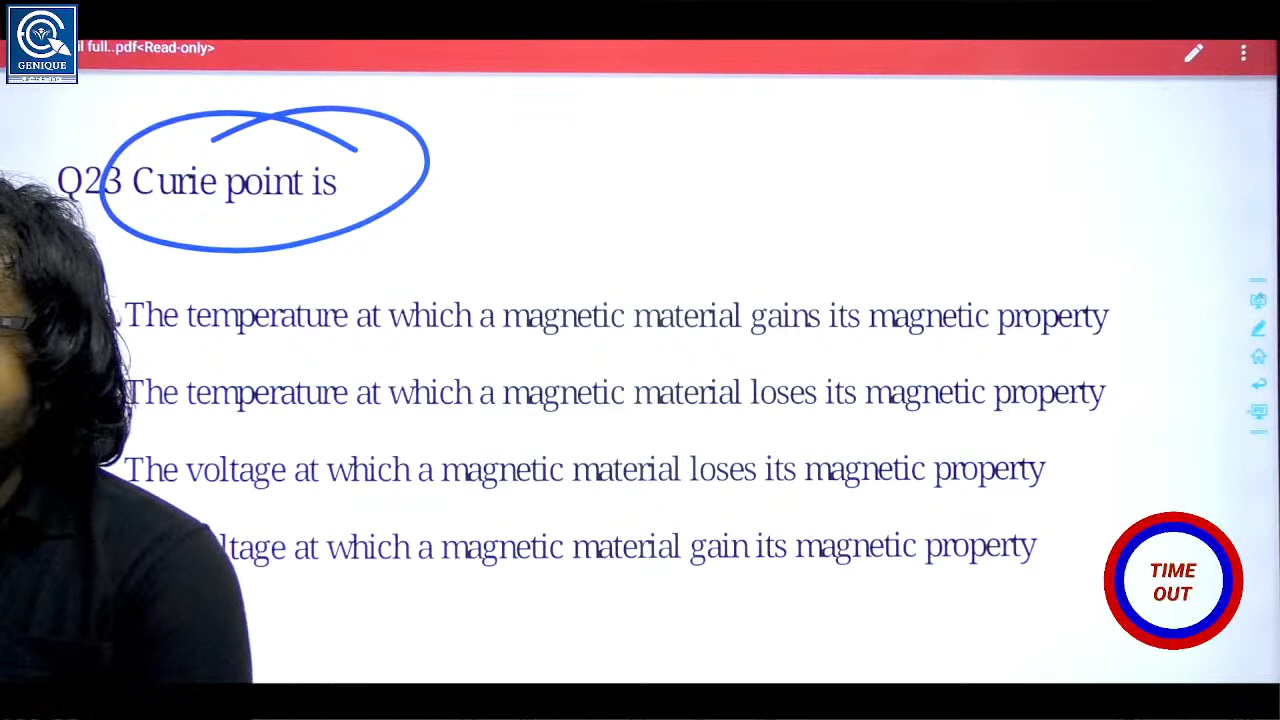 GENIQUE
full..pdf<Read-only>
Q23 Curie point is
The temperature at which a magnetic material gains its magnetic property
The temperature at which a magnetic material loses its magnetic property
The voltage at which a magnetic material loses its magnetic property
at which a magnetic material gain its magnetic property
TIME
OUT